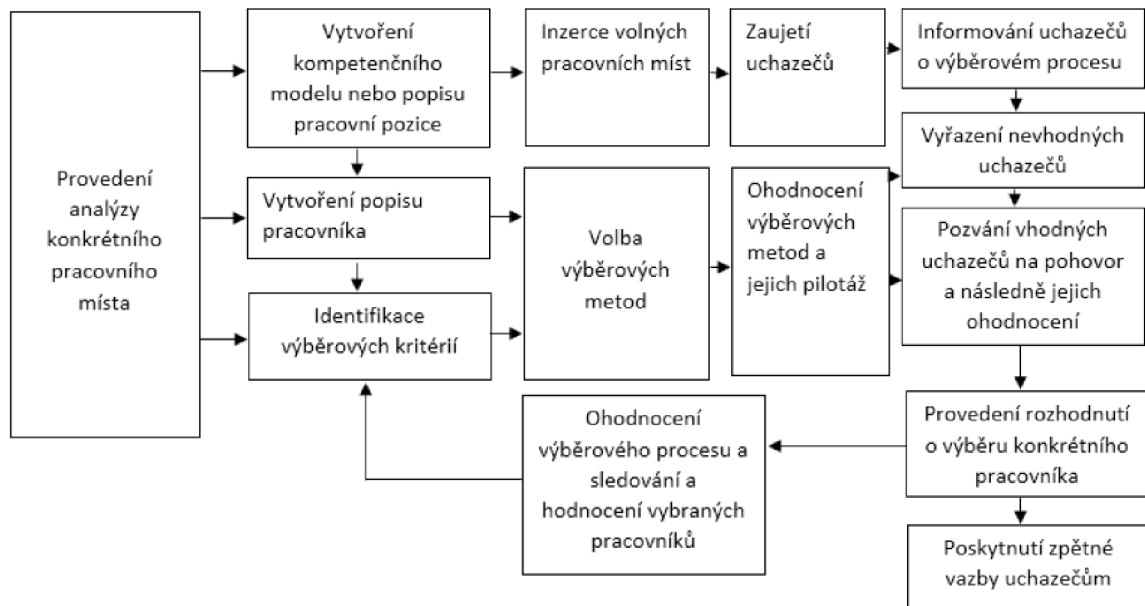 Provedení
analýzy
konkrétního
pracovního
místa
Vytvoření
kompetenčního
modelu nebo popisu
pracovní pozice
Inzerce volných
pracovních míst
Zaujetí
uchazečů
Informování uchazečů
o výběrovém procesu
Vyřazení nevhodných
uchazečů
Vytvoření popisu
pracovníka
Volba
výběrových
metod
Ohodnocení
výběrových
metod a
jejich pilotáž
Pozvání vhodných
uchazečů na pohovor
a následně jejich
ohodnocení
Identifikace
výběrových kritérií
Ohodnocení
výběrového procesu a
sledování a
hodnocení vybraných
pracovníků
Provedení rozhodnutí
o výběru konkrétního
pracovníka
Poskytnutí zpětné
vazby uchazečům